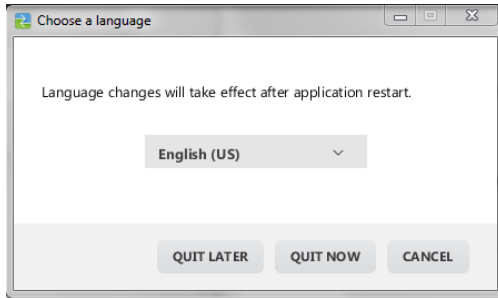 Choose a language
Language changes will take effect after application restart.
English (US)
QUIT LATER QUIT NOW CANCEL